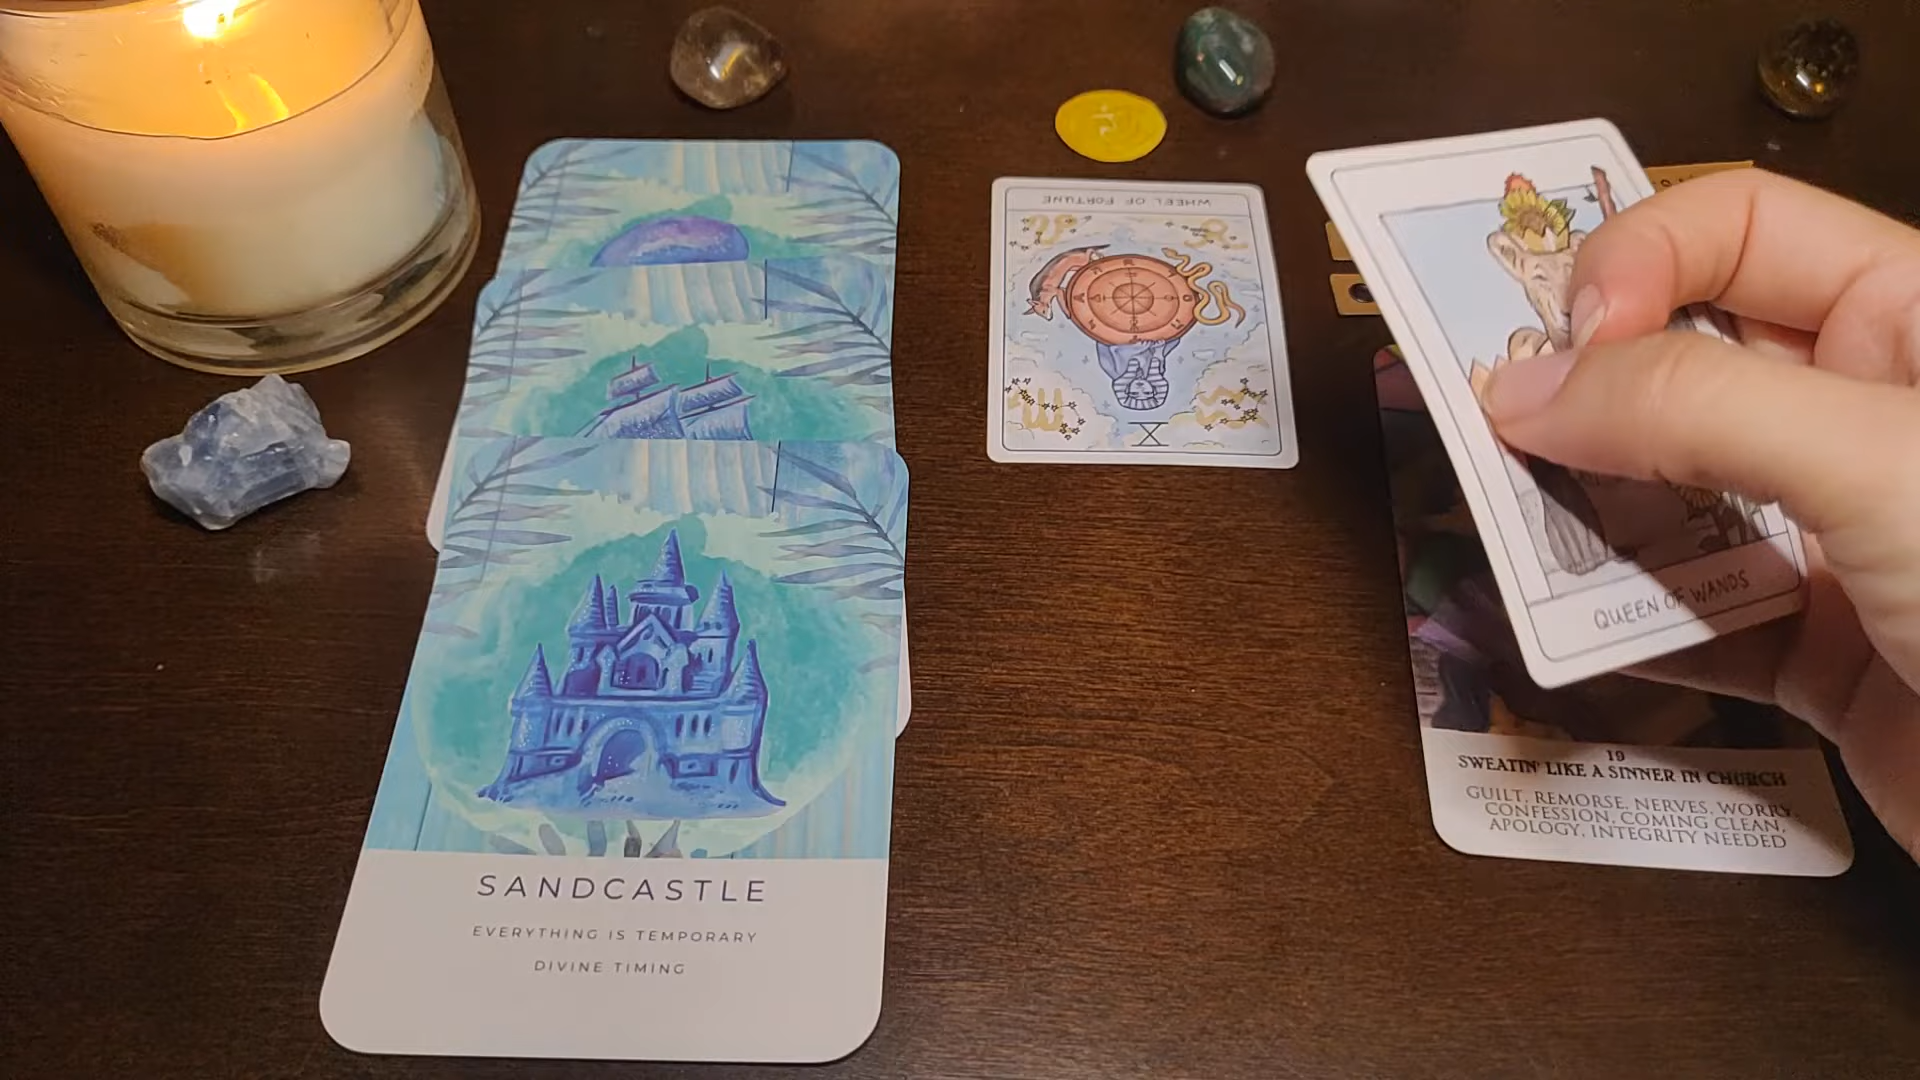 SANDCASTLE
EVERYTHING IS TEMPORARY
DIVINE TIMING
WHEEL OF FORTUNE
X
QUEEN OF WANDS
19
SWEATIN' LIKE A SINNER IN CHURCH
GUILT, REMORSE, NERVES, WORRY,
CONFESSION, COMING CLEAN,
APOLOGY, INTEGRITY NEEDED